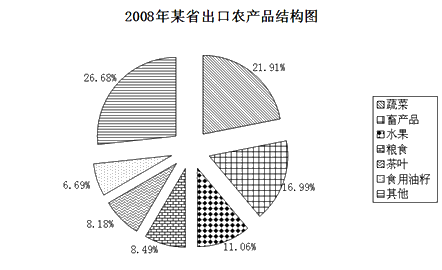 2008年某省出口农产品结构图
26.68%
21.91%
16.99%
11.06%
8.49%
8.18%
6.69%
蔬菜
畜产品
水果
粮食
茶叶
食用油籽
其他